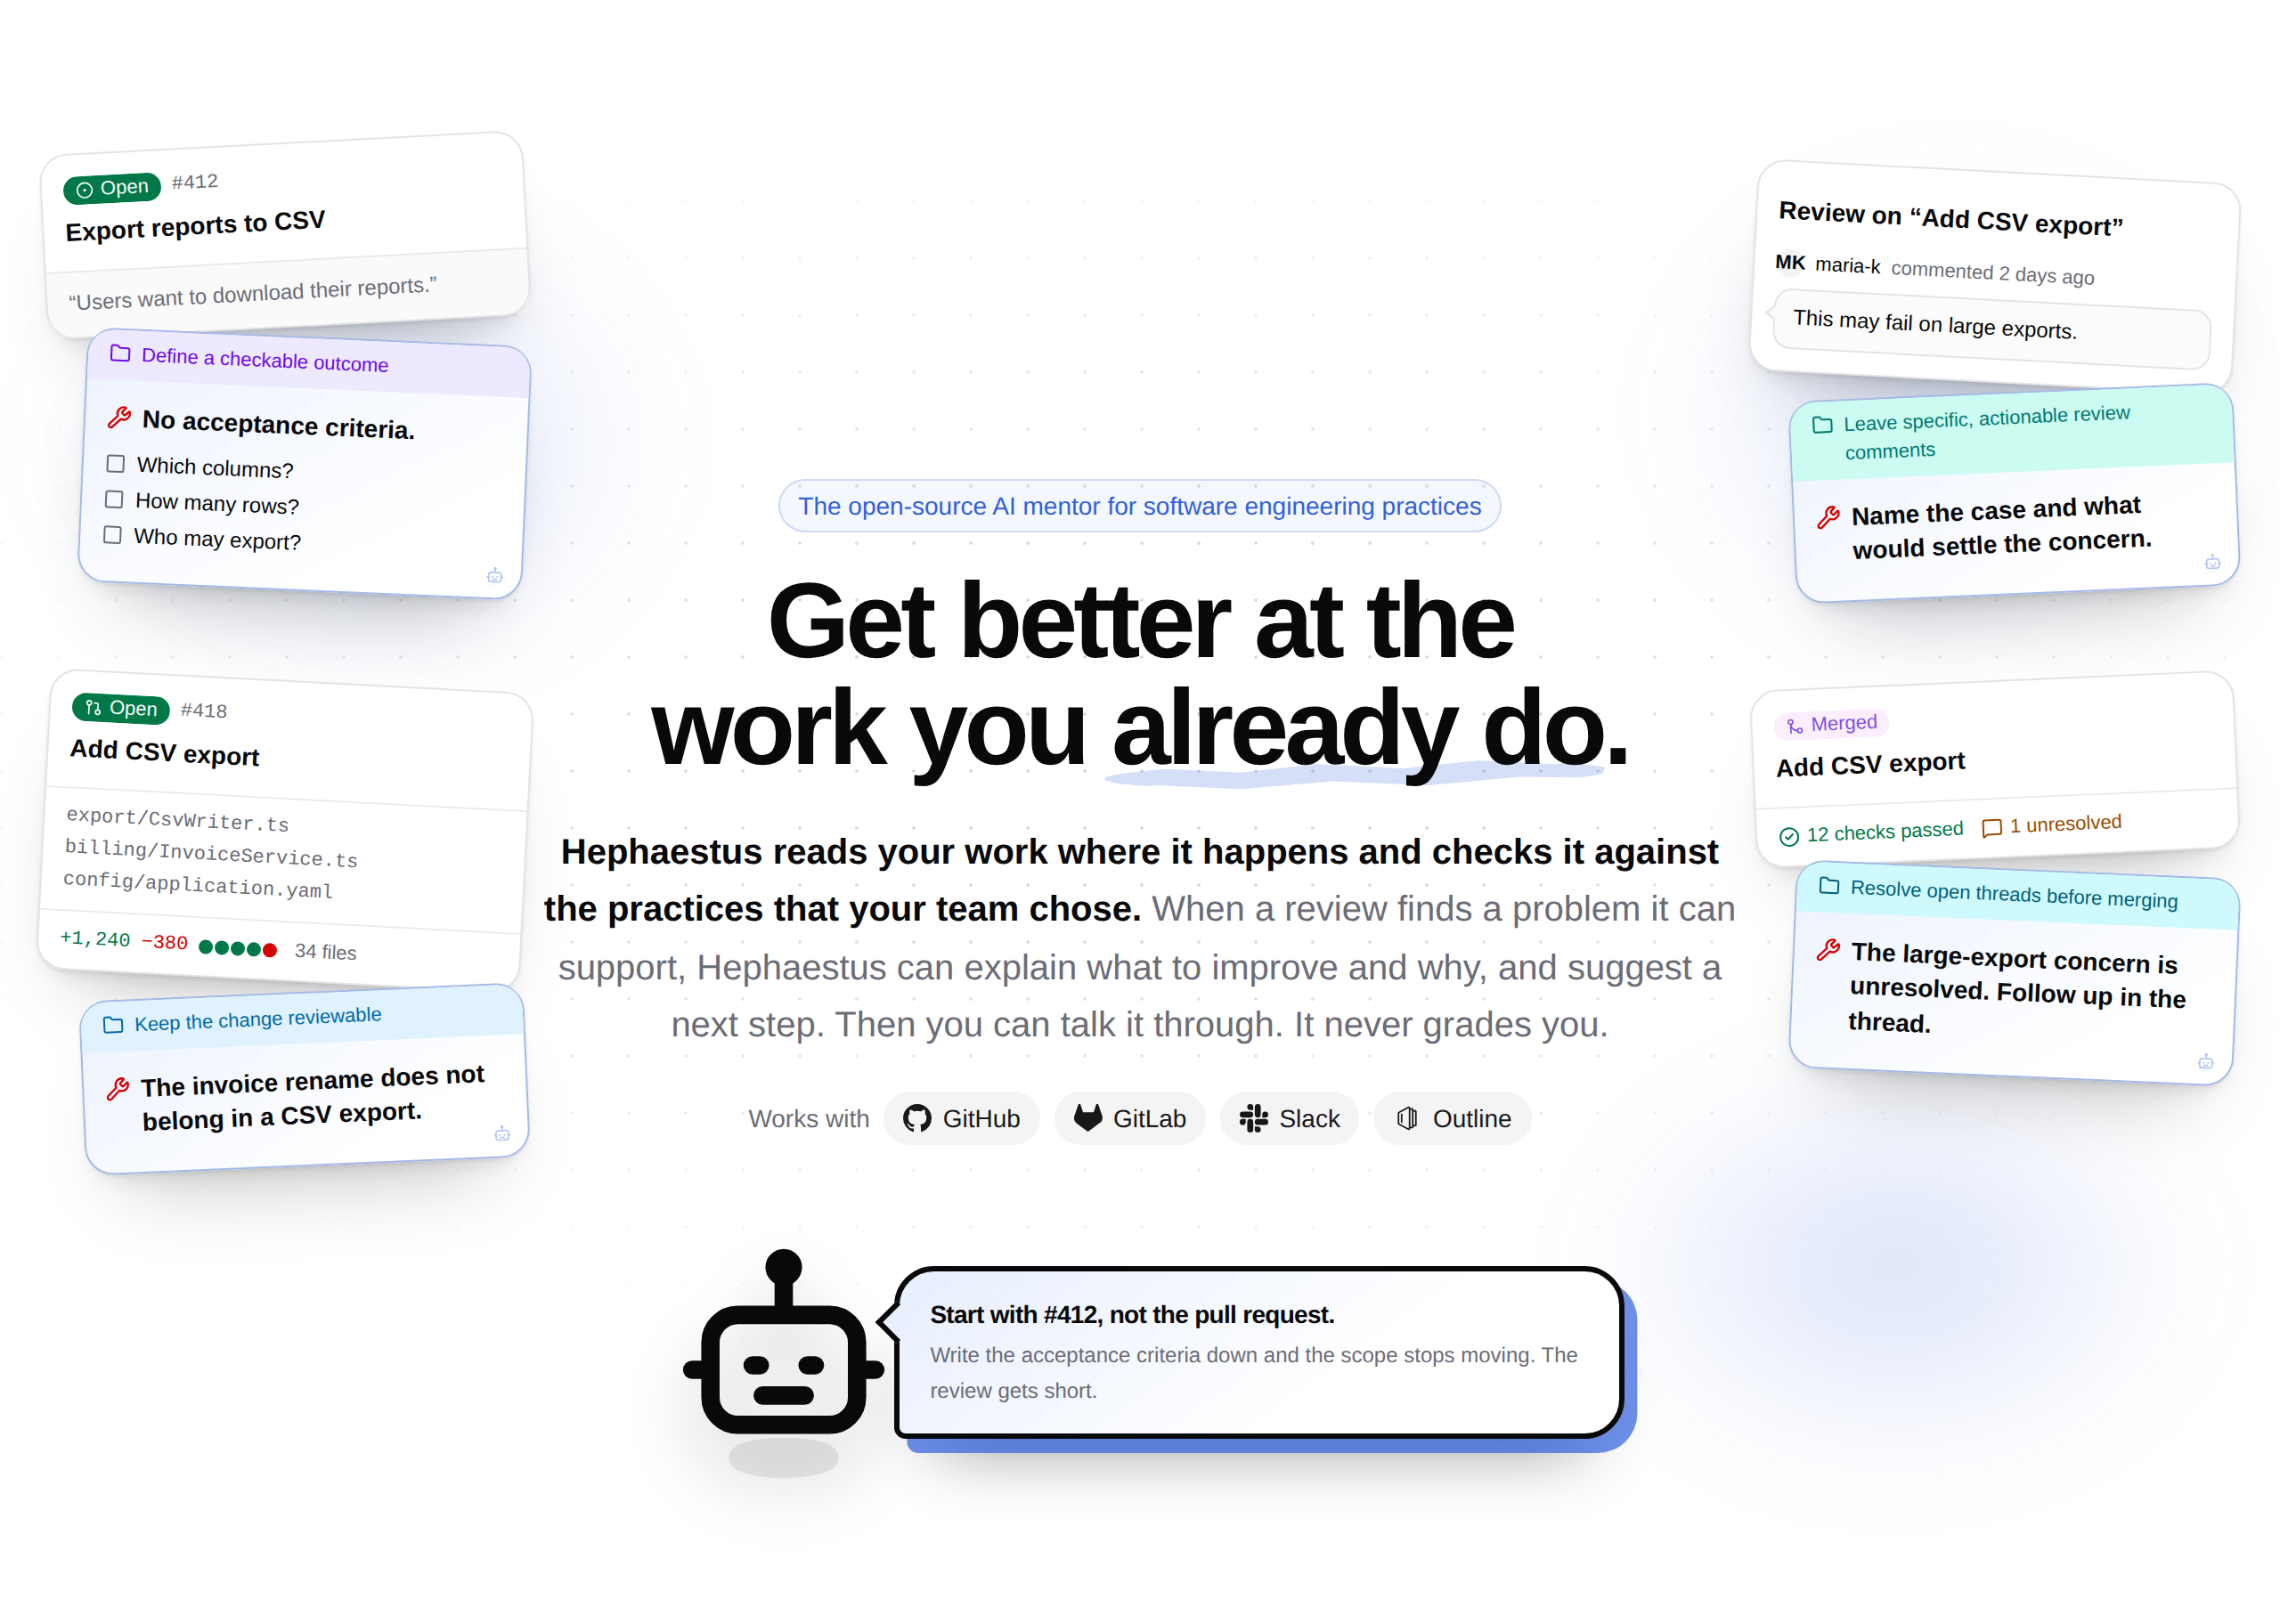 Open #412
Export reports to CSV
“Users want to download their reports.”
Define a checkable outcome
No acceptance criteria.
Which columns?
How many rows?
Who may export?
Open #418
Add CSV export
export/CsvWriter.ts
billing/InvoiceService.ts
config/application.yaml
+1,240 −380 34 files
Keep the change reviewable
The invoice rename does not
belong in a CSV export.
The open-source AI mentor for software engineering practices
Get better at the
work you already do.
Hephaestus reads your work where it happens and checks it against
the practices that your team chose. When a review finds a problem it can
support, Hephaestus can explain what to improve and why, and suggest a
next step. Then you can talk it through. It never grades you.
Works with GitHub GitLab Slack Outline
Start with #412, not the pull request.
Write the acceptance criteria down and the scope stops moving. The
review gets short.
Review on “Add CSV export”
MK maria-k commented 2 days ago
This may fail on large exports.
Leave specific, actionable review
comments
Name the case and what
would settle the concern.
Merged
Add CSV export
12 checks passed 1 unresolved
Resolve open threads before merging
The large-export concern is
unresolved. Follow up in the
thread.